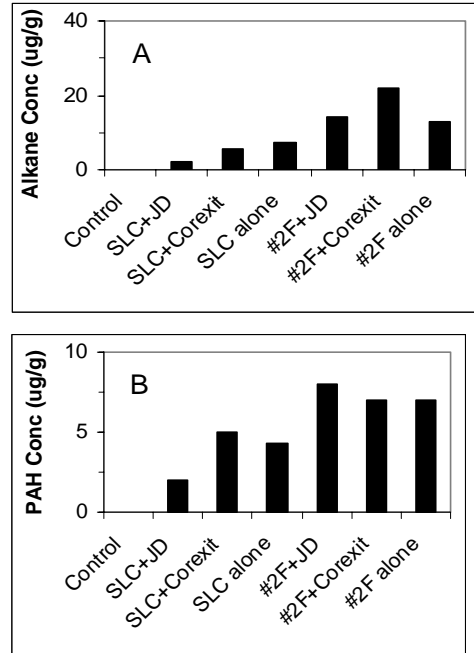 Alkane Conc (ug/g)
40
20
0
A
Control
SLC+JD
SLC+Corexit
SLC alone
#2F+JD
#2F+Corexit
#2F alone
PAH Conc (ug/g)
10
5
0
B
Control
SLC+JD
SLC+Corexit
SLC alone
#2F+JD
#2F+Corexit
#2F alone